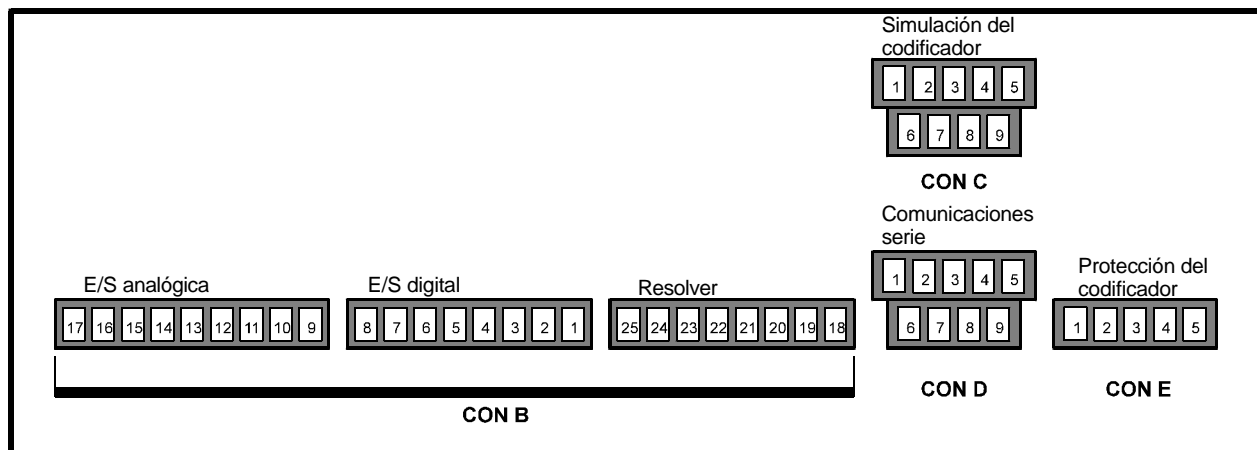 Simulación del
codificador
1 2 3 4 5
6 7 8 9
CON C
Comunicaciones
serie
1 2 3 4 5
6 7 8 9
CON D
E/S analógica
17 16 15 14 13 12 11 10 9
E/S digital
8 7 6 5 4 3 2 1
Resolver
25 24 23 22 21 20 19 18
CON B
Protección del
codificador
1 2 3 4 5
CON E